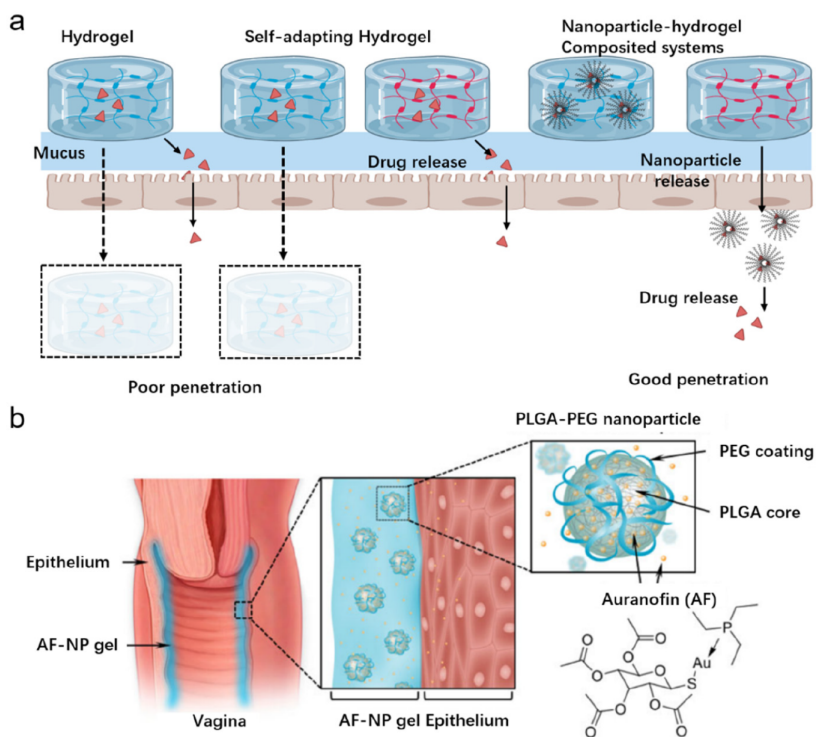 a
Hydrogel
Self-adapting Hydrogel
Nanoparticle-hydrogel
Composited systems
Mucus
Drug release
Nanoparticle
release
Drug release
Poor penetration
Good penetration
b
PLGA-PEG nanoparticle
PEG coating
PLGA core
Epithelium
AF-NP gel
Auranofin (AF)
Vagina
AF-NP gel Epithelium
O
O
O
O
O
O
O
O
O
S
Au
P